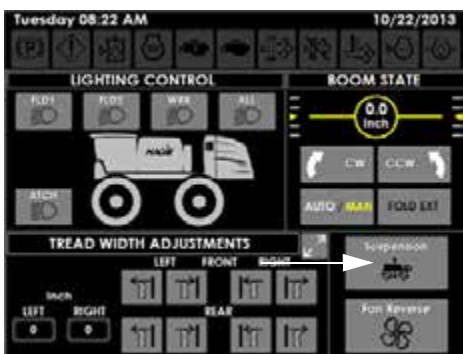 Tuesday 08:22 AM 10/22/2013
(P)
LIGHTING CONTROL
FLD1 FLD2 WRK ALL
HAGIE
ATCH
BOOM STATE
0.0
Inch
CW CCW
AUTO / MAN FOLD EXT
TREAD WIDTH ADJUSTMENTS
LEFT FRONT RIGHT
Inch
LEFT RIGHT
0 0
REAR
Suspension
Fan Reverse